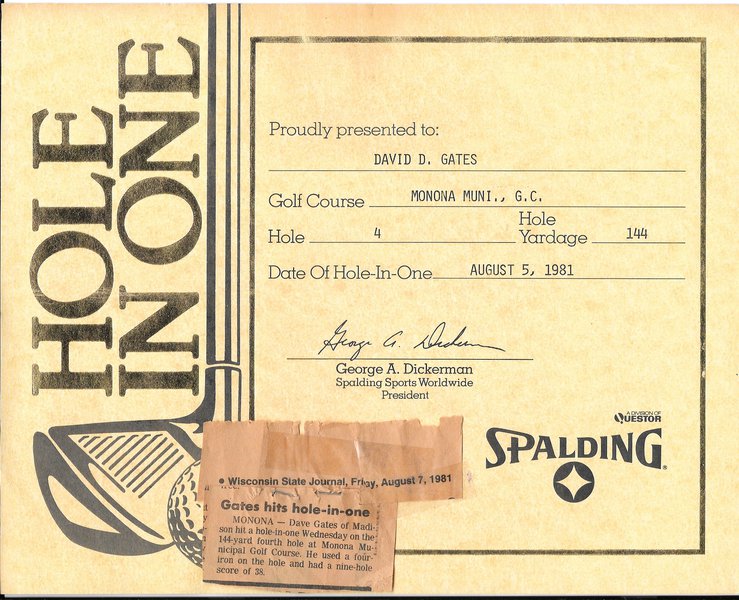 HOLE
IN ONE
Proudly presented to:
DAVID D. GATES
Golf Course MONONA MUNI., G.C.
Hole 4 Hole Yardage 144
Date Of Hole-In-One AUGUST 5, 1981
George A. Dickerman
George A. Dickerman
Spalding Sports Worldwide
President
A DIVISION OF
QUESTOR
SPALDING®
• Wisconsin State Journal, Friday, August 7, 1981
Gates hits hole-in-one
MONONA — Dave Gates of Madi-
son hit a hole-in-one Wednesday on the
144-yard fourth hole at Monona Mu-
nicipal Golf Course. He used a four-
iron on the hole and had a nine-hole
score of 38.